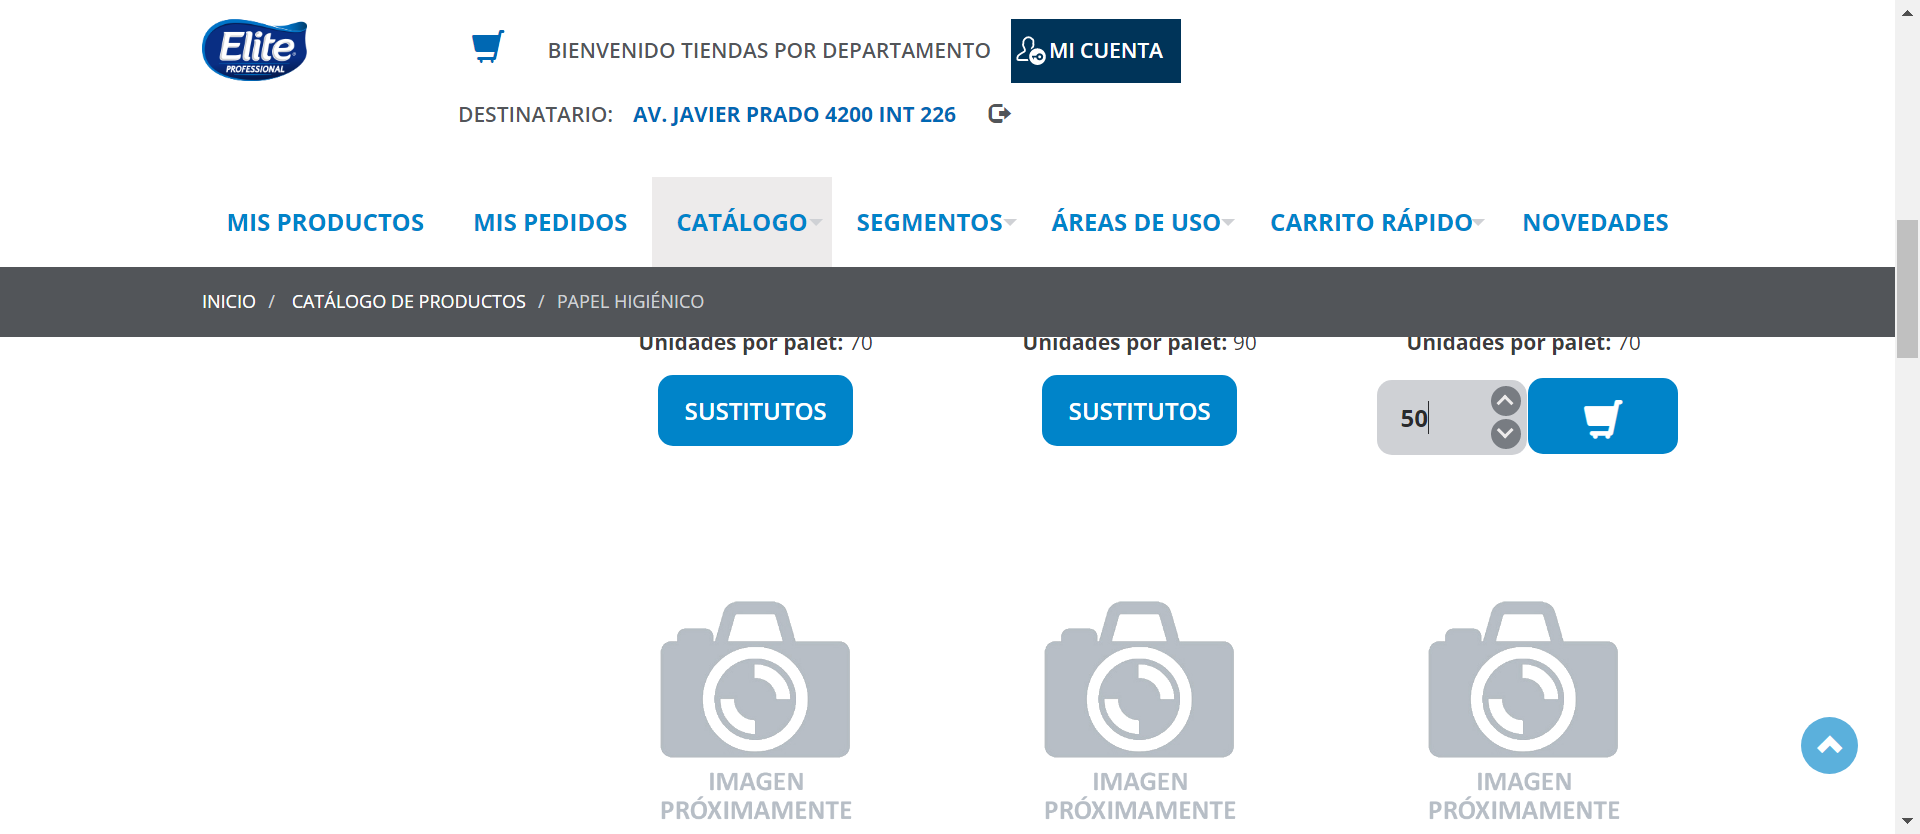 Elite
PROFESSIONAL
BIENVENIDO TIENDAS POR DEPARTAMENTO
MI CUENTA
DESTINATARIO: AV. JAVIER PRADO 4200 INT 226
MIS PRODUCTOS MIS PEDIDOS CATÁLOGO SEGMENTOS ÁREAS DE USO CARRITO RÁPIDO NOVEDADES
INICIO / CATÁLOGO DE PRODUCTOS / PAPEL HIGIÉNICO
Unidades por palet: 70 Unidades por palet: 90 Unidades por palet: 70
SUSTITUTOS SUSTITUTOS 50
IMAGEN IMAGEN IMAGEN
PRÓXIMAMENTE PRÓXIMAMENTE PRÓXIMAMENTE